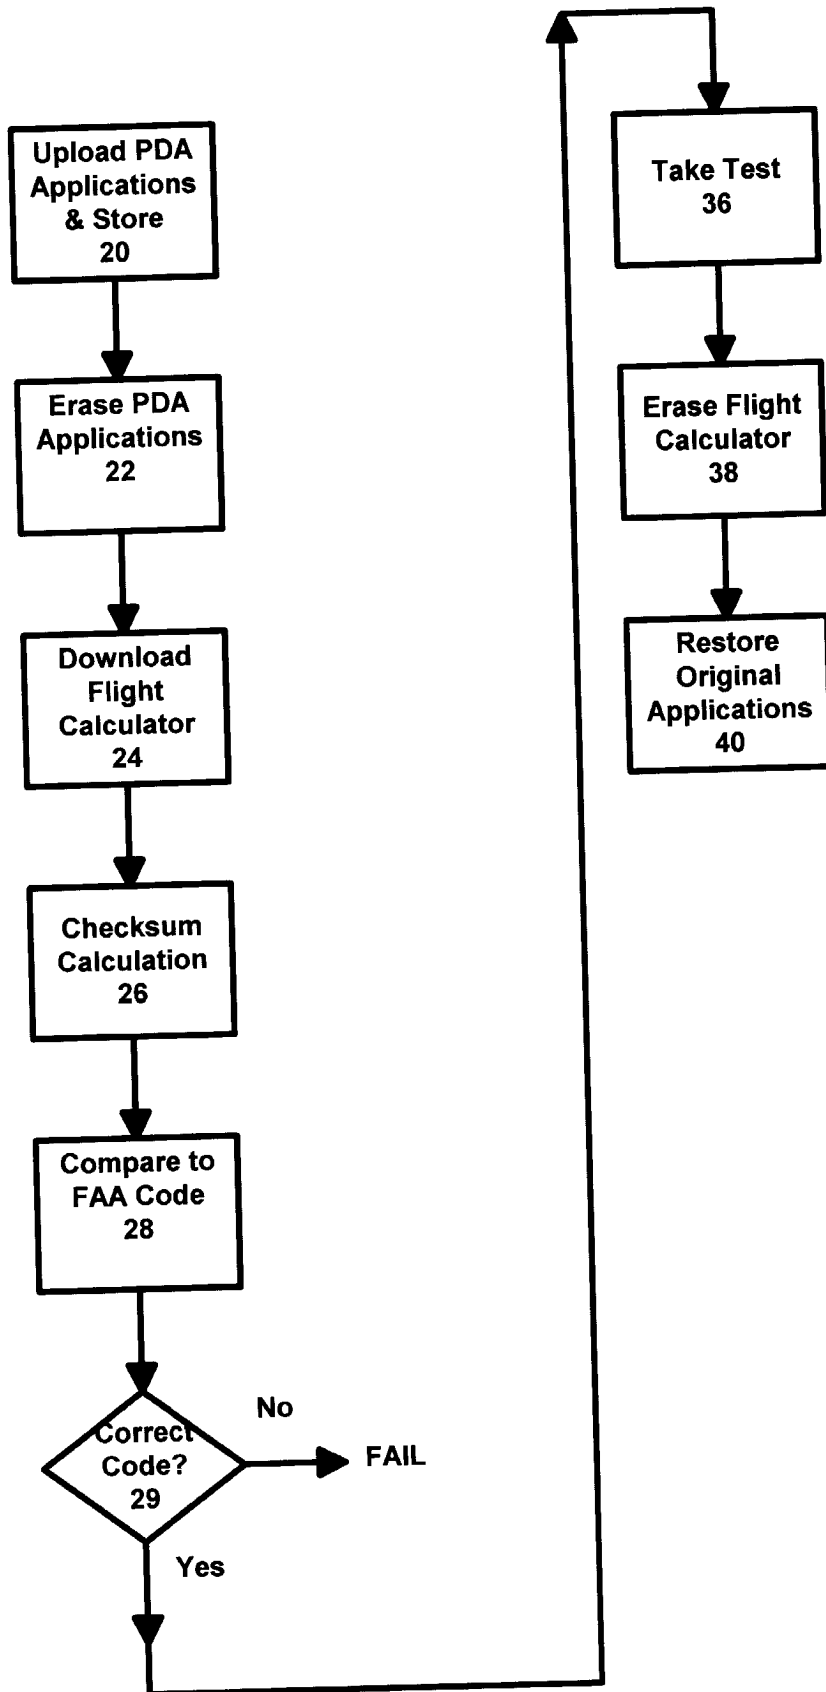 Upload PDA
Applications
& Store
20
Erase PDA
Applications
22
Download
Flight
Calculator
24
Checksum
Calculation
26
Compare to
FAA Code
28
Correct
Code?
29
No
FAIL
Yes
Take Test
36
Erase Flight
Calculator
38
Restore
Original
Applications
40